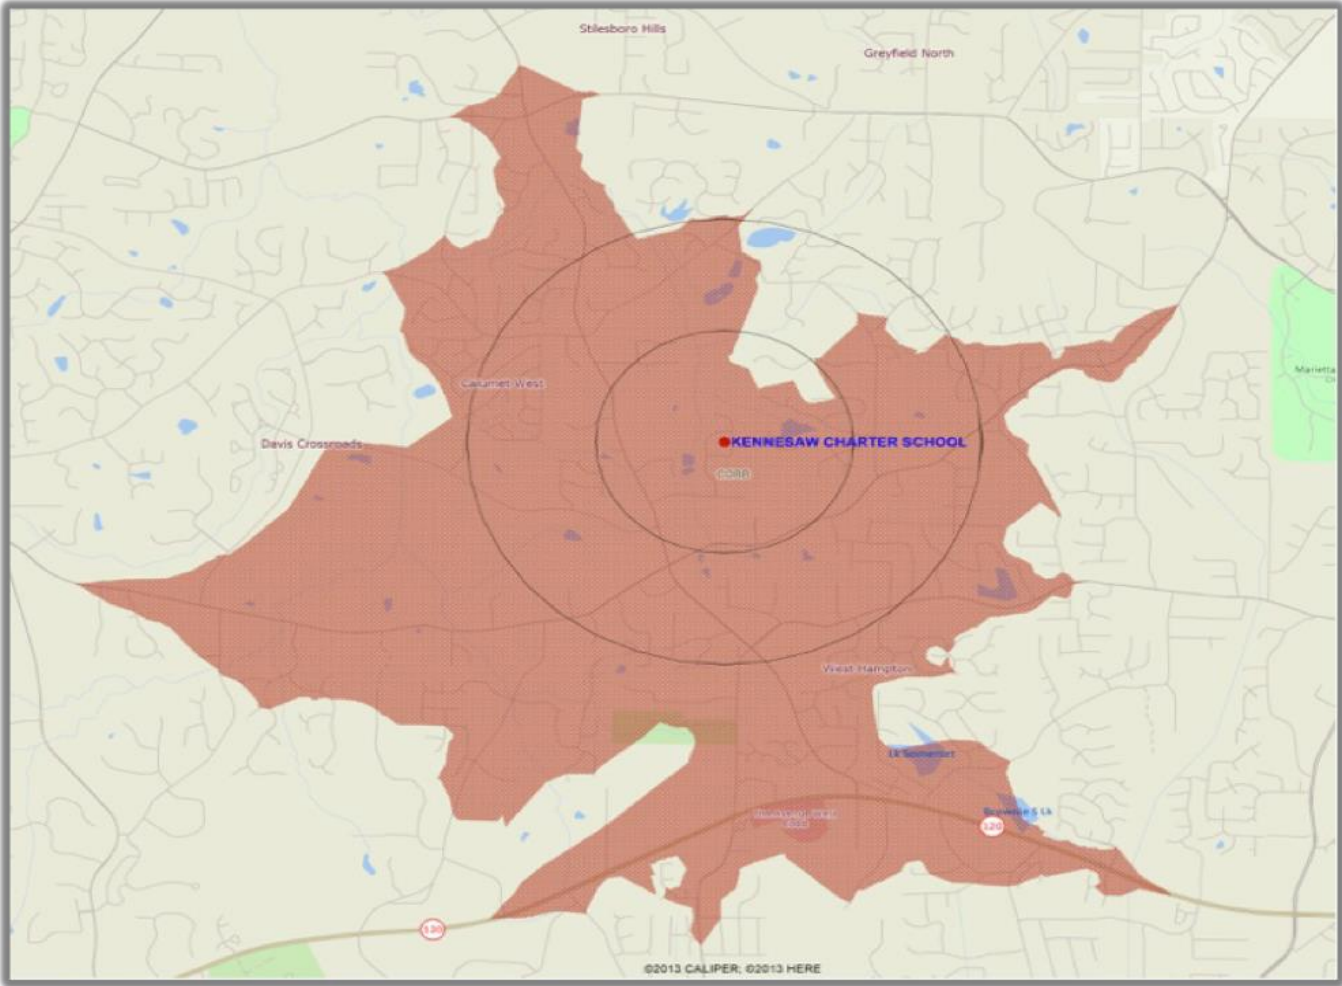 Stilesboro Hills
Greyfield North
Marietta
Calumet West
Davis Crossroads
KENNESAW CHARTER SCHOOL
COBB
West Hampton
Lk Somerset
120
120
©2013 CALIPER; ©2013 HERE